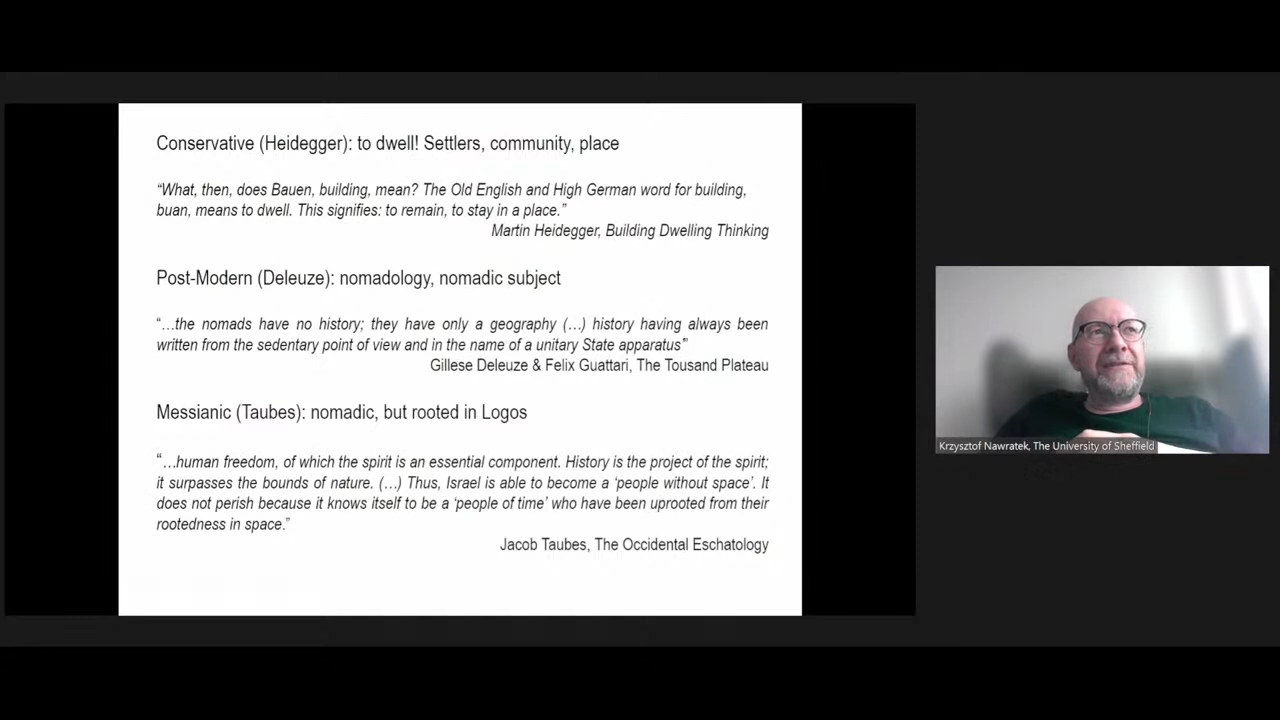 Conservative (Heidegger): to dwell! Settlers, community, place
“What, then, does Bauen, building, mean? The Old English and High German word for building,
buan, means to dwell. This signifies: to remain, to stay in a place.”
Martin Heidegger, Building Dwelling Thinking
Post-Modern (Deleuze): nomadology, nomadic subject
“…the nomads have no history; they have only a geography (…) history having always been
written from the sedentary point of view and in the name of a unitary State apparatus”
Gillese Deleuze & Felix Guattari, The Tousand Plateau
Messianic (Taubes): nomadic, but rooted in Logos
“…human freedom, of which the spirit is an essential component. History is the project of the spirit;
it surpasses the bounds of nature. (…) Thus, Israel is able to become a ‘people without space’. It
does not perish because it knows itself to be a ‘people of time’ who have been uprooted from their
rootedness in space.”
Jacob Taubes, The Occidental Eschatology
Krzysztof Nawratek, The University of Sheffield